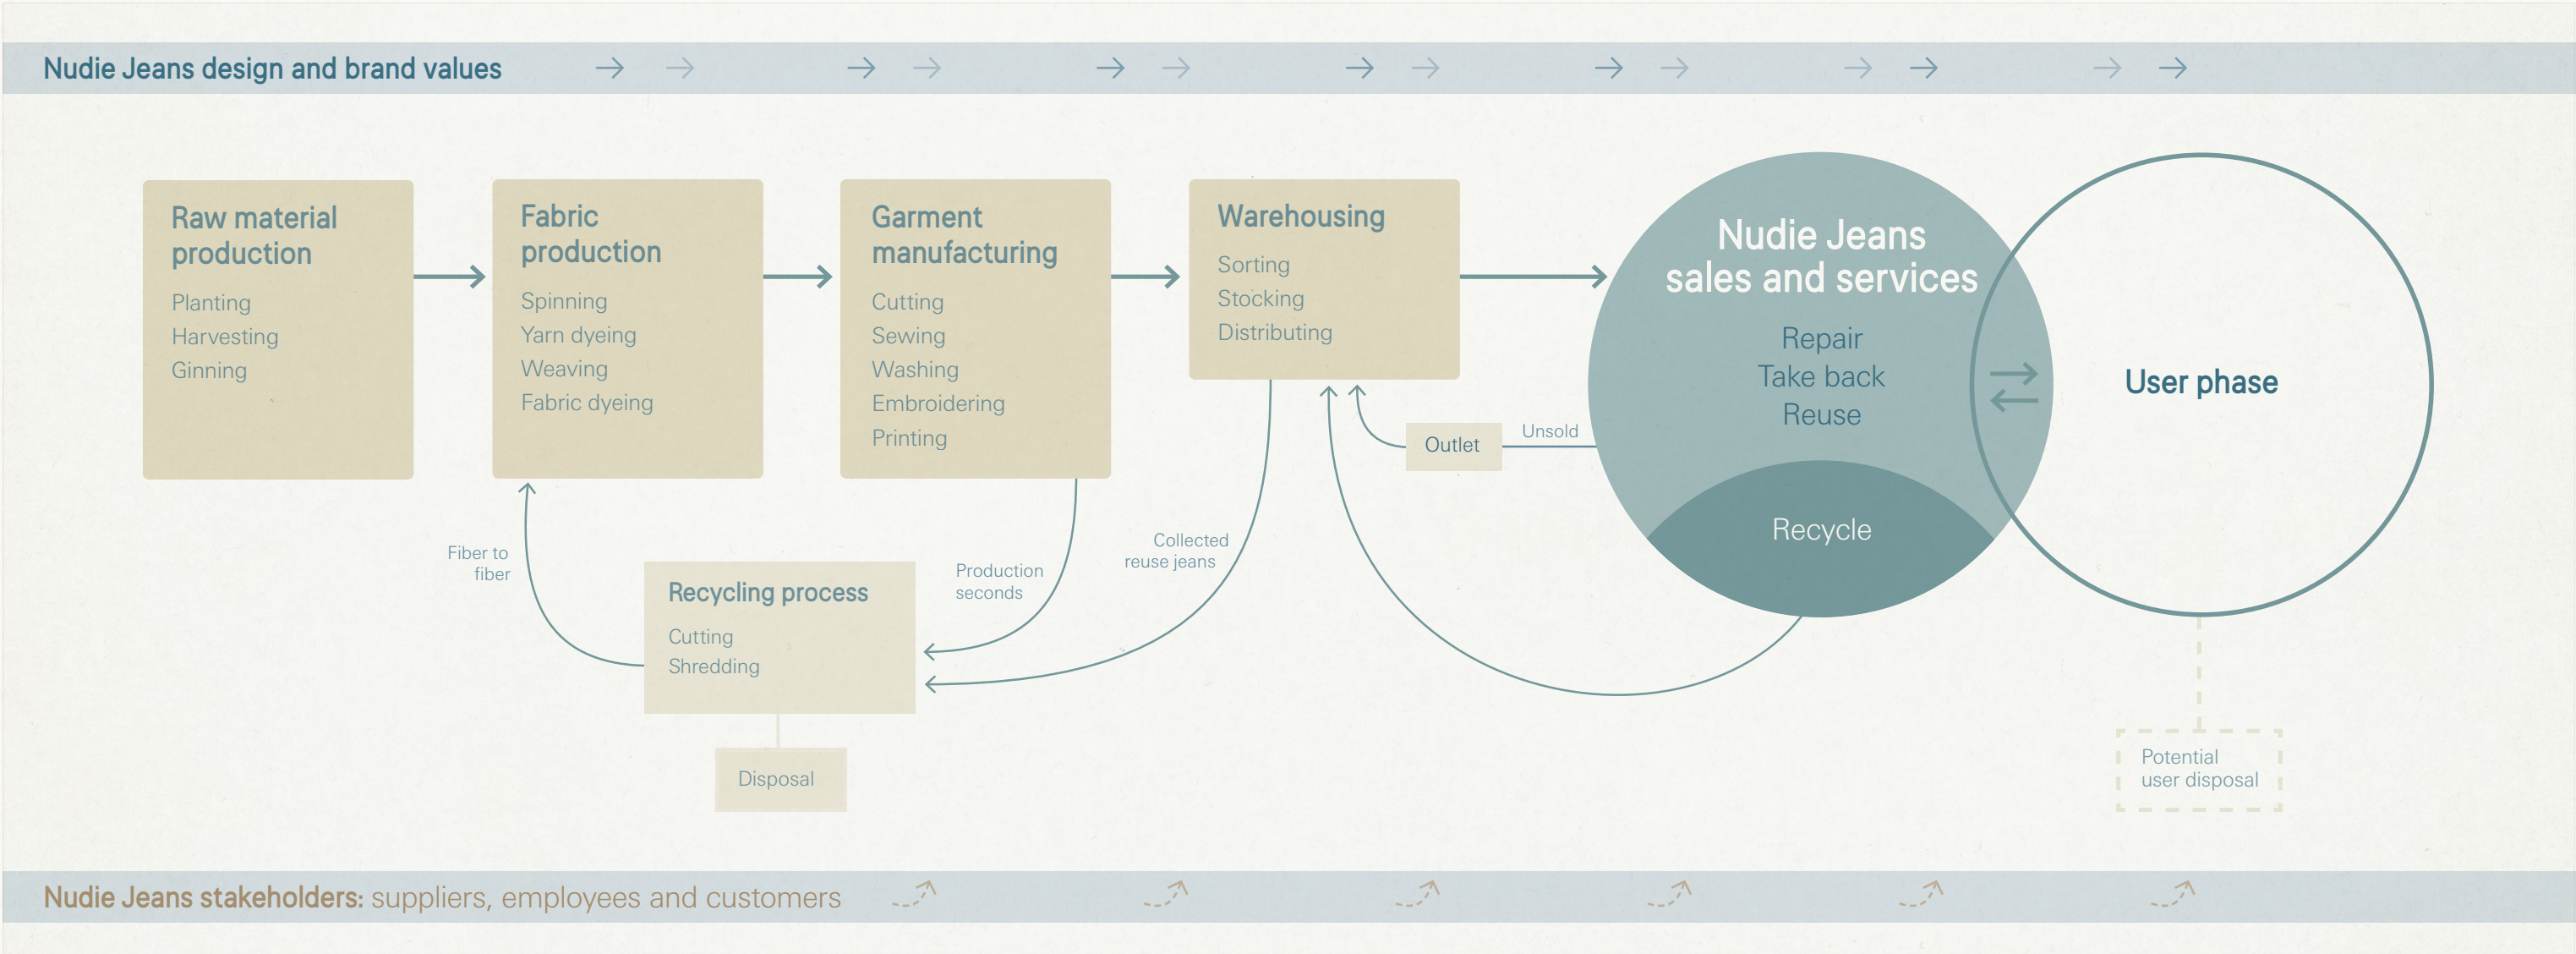 Nudie Jeans design and brand values
Raw material
production
Planting
Harvesting
Ginning
Fabric
production
Spinning
Yarn dyeing
Weaving
Fabric dyeing
Garment
manufacturing
Cutting
Sewing
Washing
Embroidering
Printing
Warehousing
Sorting
Stocking
Distributing
Nudie Jeans
sales and services
Repair
Take back
Reuse
Recycle
User phase
Outlet
Unsold
Fiber to
fiber
Recycling process
Cutting
Shredding
Production
seconds
Collected
reuse jeans
Disposal
Potential
user disposal
Nudie Jeans stakeholders: suppliers, employees and customers